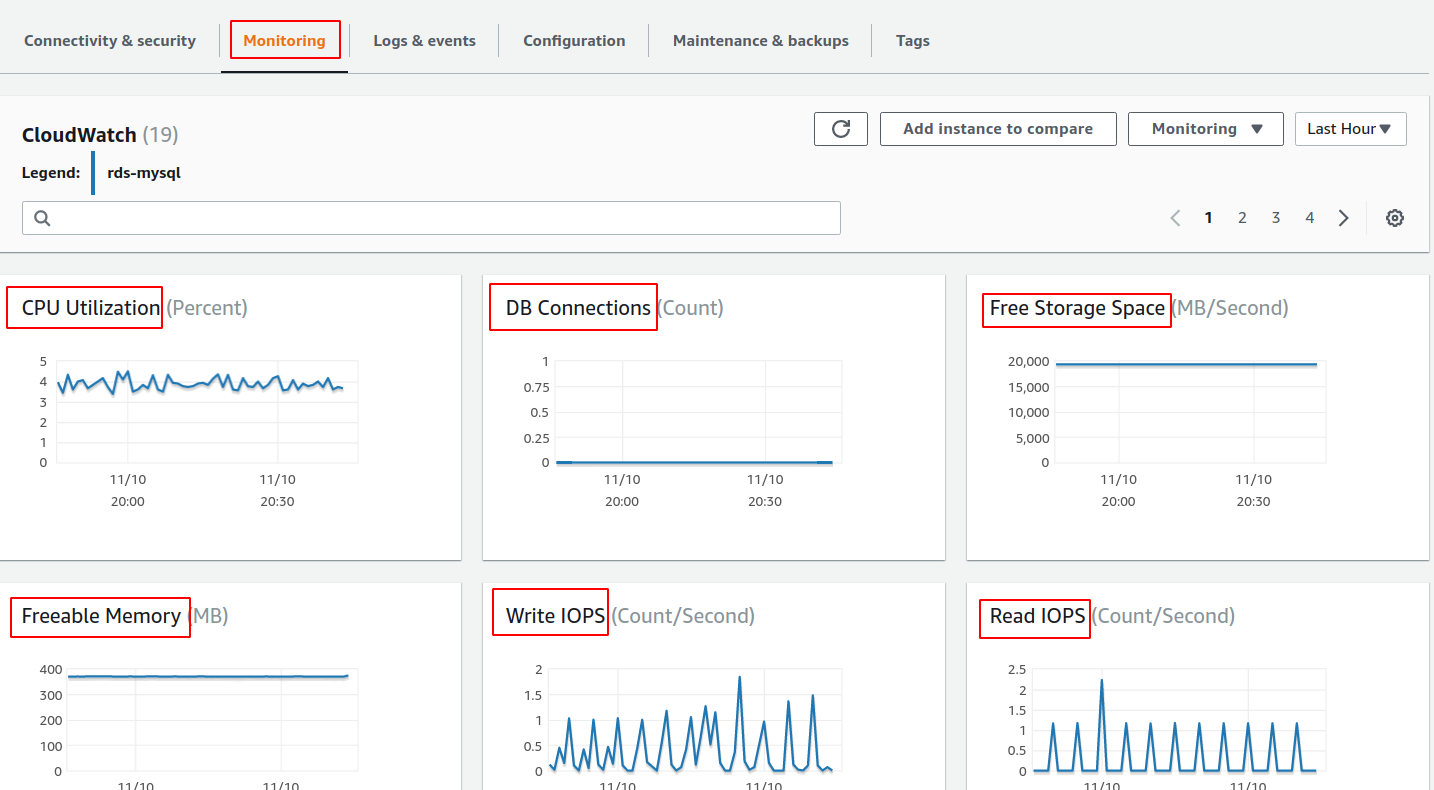 Connectivity & security
Monitoring
Logs & events
Configuration
Maintenance & backups
Tags
CloudWatch (19)
Add instance to compare
Monitoring
Last Hour
Legend:
rds-mysql
1 2 3 4
CPU Utilization (Percent)
5
4
3
2
1
0
11/10 11/10
20:00 20:30
DB Connections (Count)
1
0.75
0.5
0.25
0
11/10 11/10
20:00 20:30
Free Storage Space (MB/Second)
20,000
15,000
10,000
5,000
0
11/10 11/10
20:00 20:30
Freeable Memory (MB)
400
300
200
100
0
11/10 11/10
Write IOPS (Count/Second)
2
1.5
1
0.5
0
11/10 11/10
Read IOPS (Count/Second)
2.5
2
1.5
1
0.5
0
11/10 11/10